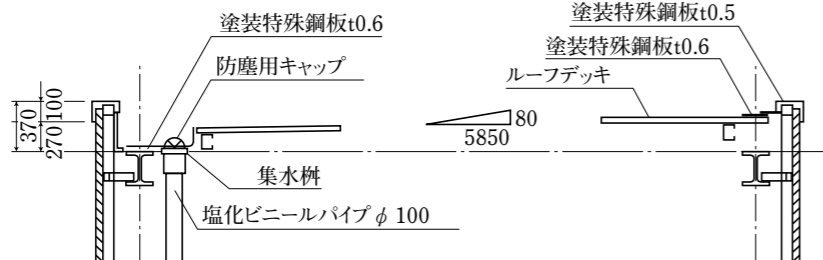 塗装特殊鋼板t0.5
塗装特殊鋼板t0.6
塗装特殊鋼板t0.6
防塵用キャップ
ルーフデッキ
100
370
270
80
5850
集水桝
塩化ビニールパイプφ 100